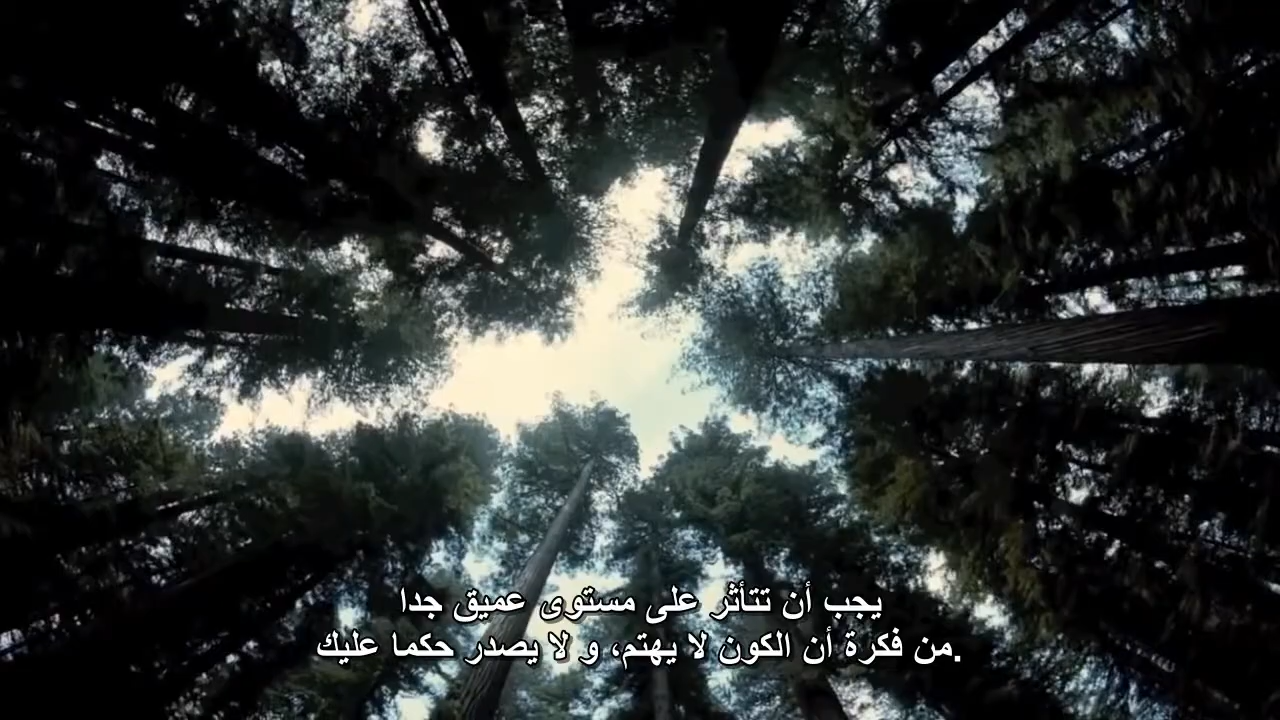 يجب أن تتأثر على مستوى عميق جدا
.من فكرة أن الكون لا يهتم، و لا يصدر حكما عليك